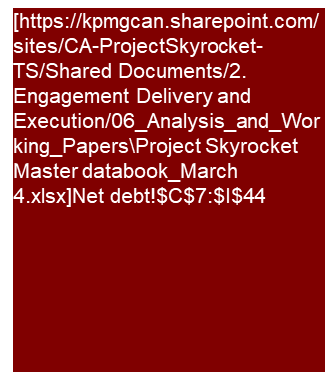 [https://kpmgcan.sharepoint.com/
sites/CA-ProjectSkyrocket-
TS/Shared Documents/2.
Engagement Delivery and
Execution/06_Analysis_and_Wor
king_Papers\Project Skyrocket
Master databook_March
4.xlsx]Net debt!$C$7:$I$44